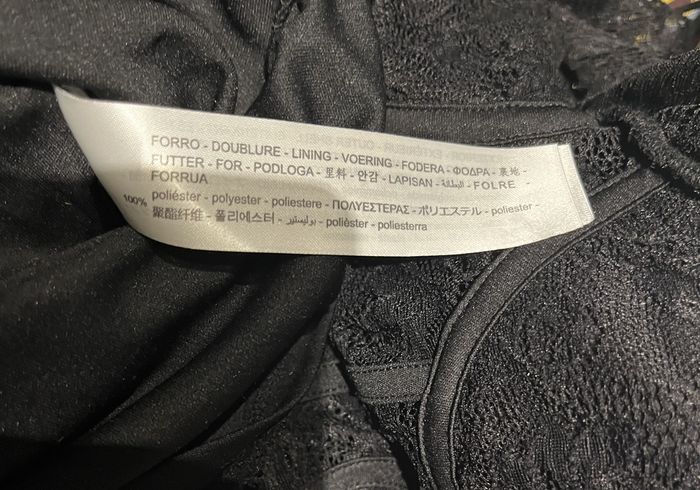 FORRO - DOUBLURE - LINING - VOERING - FODERA - ΦΟΔΡΑ - 裏地 -
FUTTER - FOR - PODLOGA - 里料 - 안감 - LAPISAN - البطانة - FOLRE -
FORRUA
100% poliéster - polyester - poliestere - ΠΟΛΥΕΣΤΕΡΑΣ - ポリエステル - poliester -
聚酯纤维 - 폴리에스터 - بوليستير - polièster - poliesterra